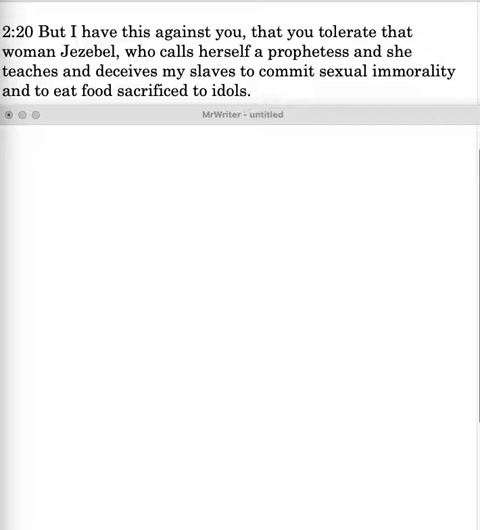 2:20 But I have this against you, that you tolerate that
woman Jezebel, who calls herself a prophetess and she
teaches and deceives my slaves to commit sexual immorality
and to eat food sacrificed to idols.
MrWriter - untitled